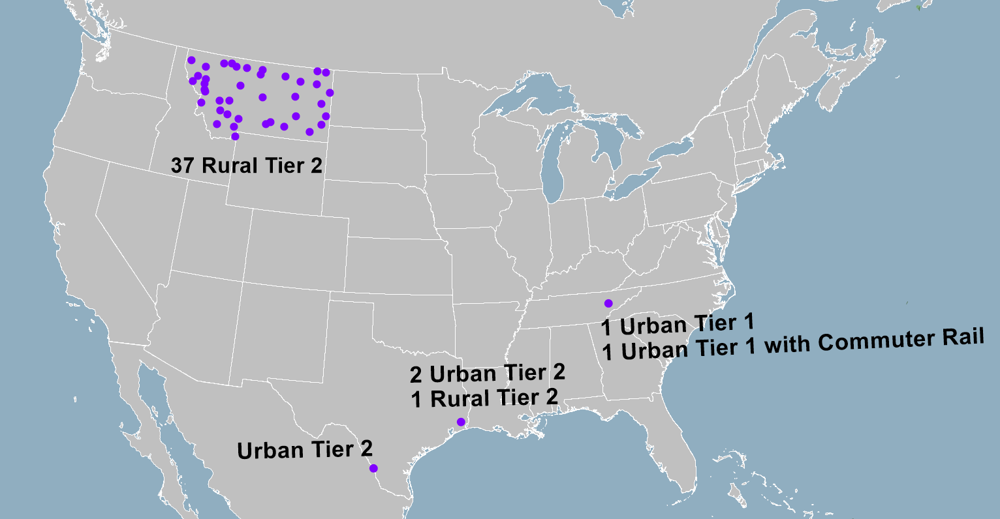 37 Rural Tier 2
1 Urban Tier 1
1 Urban Tier 1 with Commuter Rail
2 Urban Tier 2
1 Rural Tier 2
Urban Tier 2